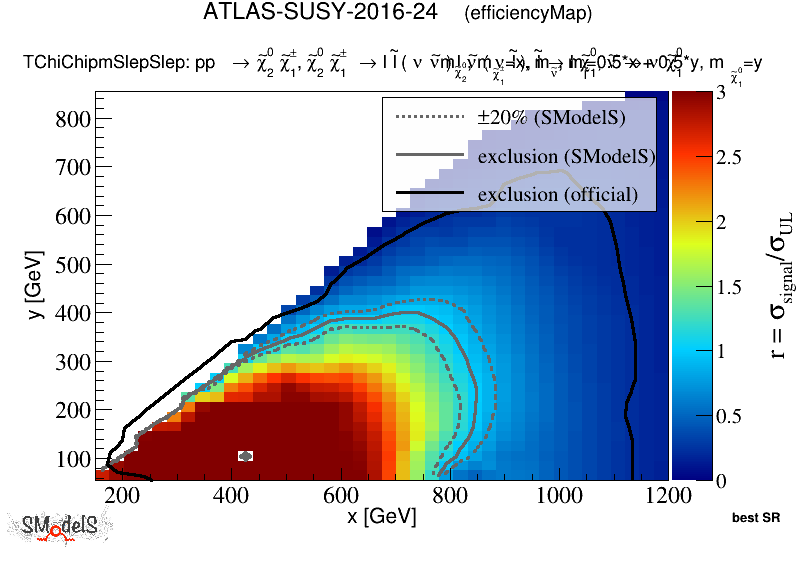 ATLAS-SUSY-2016-24 (efficiencyMap)
TChiChipmSlepSlep: pp → χ̃⁰₂ χ̃±₁, χ̃⁰₂ χ̃±₁ → l l̃ ( ν ν̃ =y
±20% (SModelS)
exclusion (SModelS)
exclusion (official)
y [GeV]
800
700
600
500
400
300
200
100
200 400 600 800 1000 1200
x [GeV]
3
2.5
2
1.5
1
0.5
0
r = σsignal/σUL
SModelS
best SR